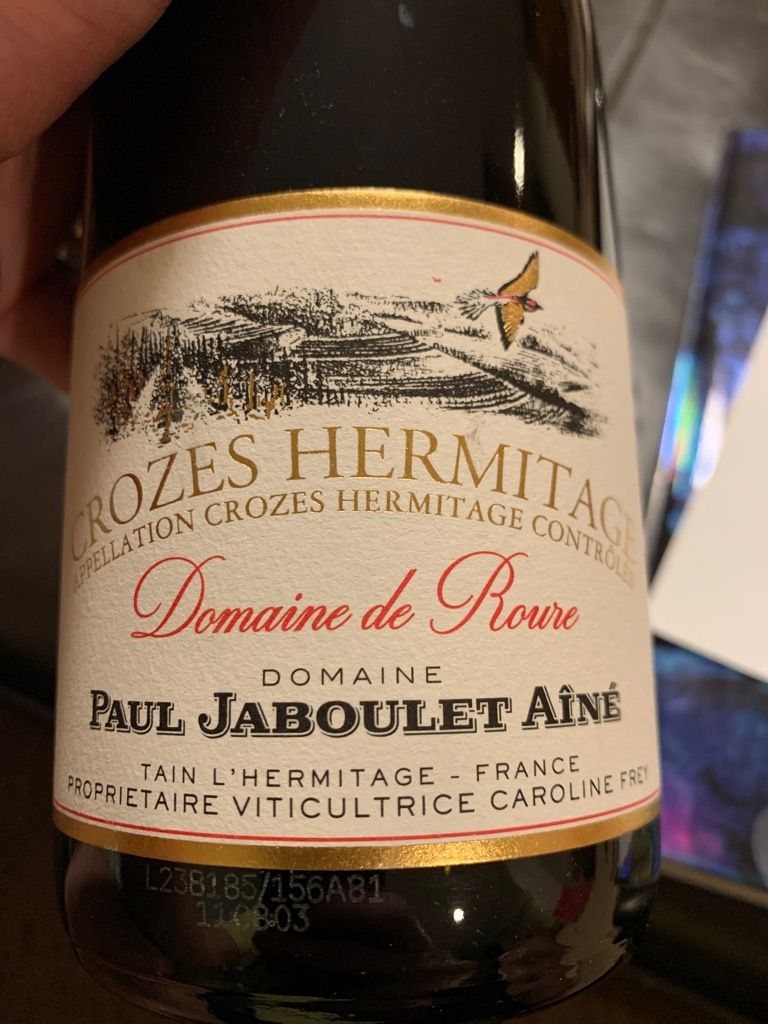 CROZES HERMITAGE
APPELLATION CROZES HERMITAGE CONTRÔLÉE
Domaine de Roure
DOMAINE
PAUL JABOULET AÎNÉ
TAIN L'HERMITAGE - FRANCE
PROPRIETAIRE VITICULTRICE CAROLINE FREY
L238185/156A81